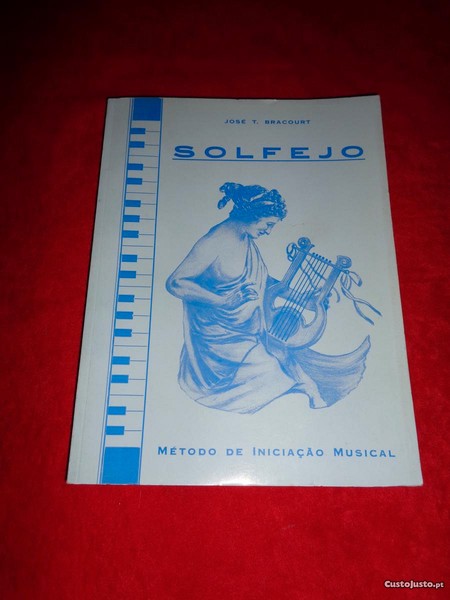 JOSÉ T. BRACOURT
SOLFEJO
MÉTODO DE INICIAÇÃO MUSICAL
CustoJusto.pt